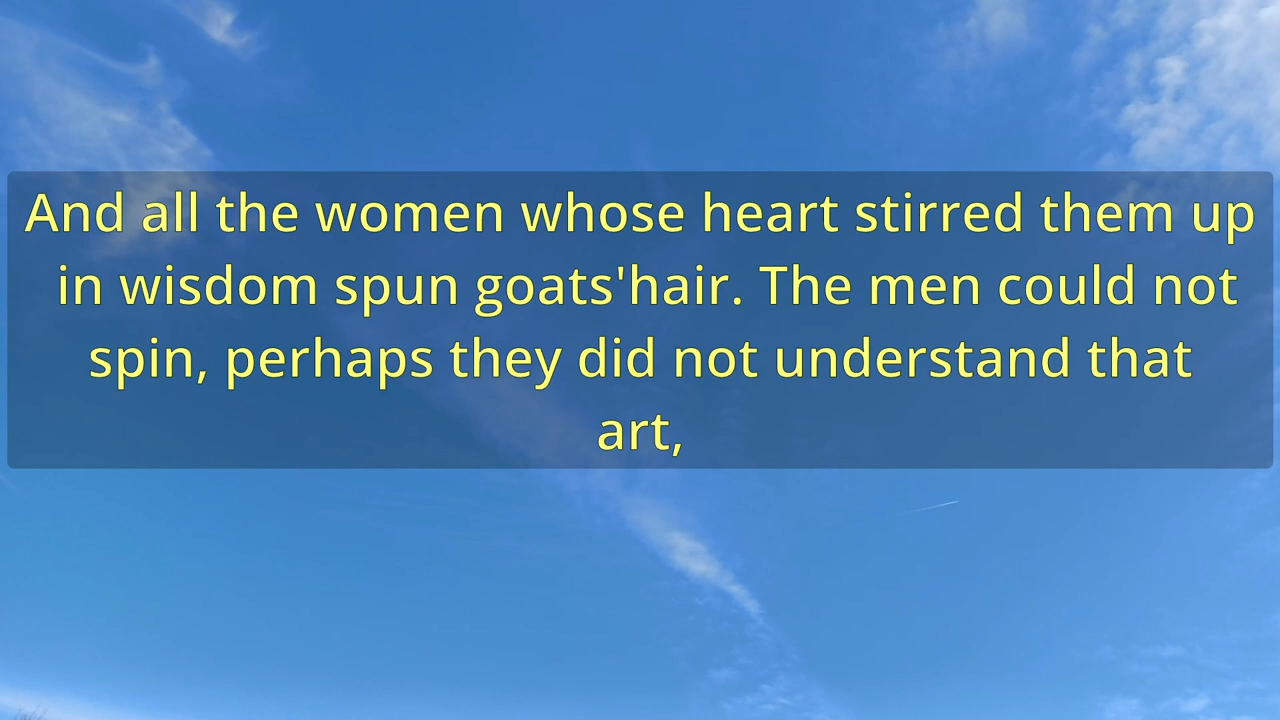 And all the women whose heart stirred them up
in wisdom spun goats'hair. The men could not
spin, perhaps they did not understand that
art,